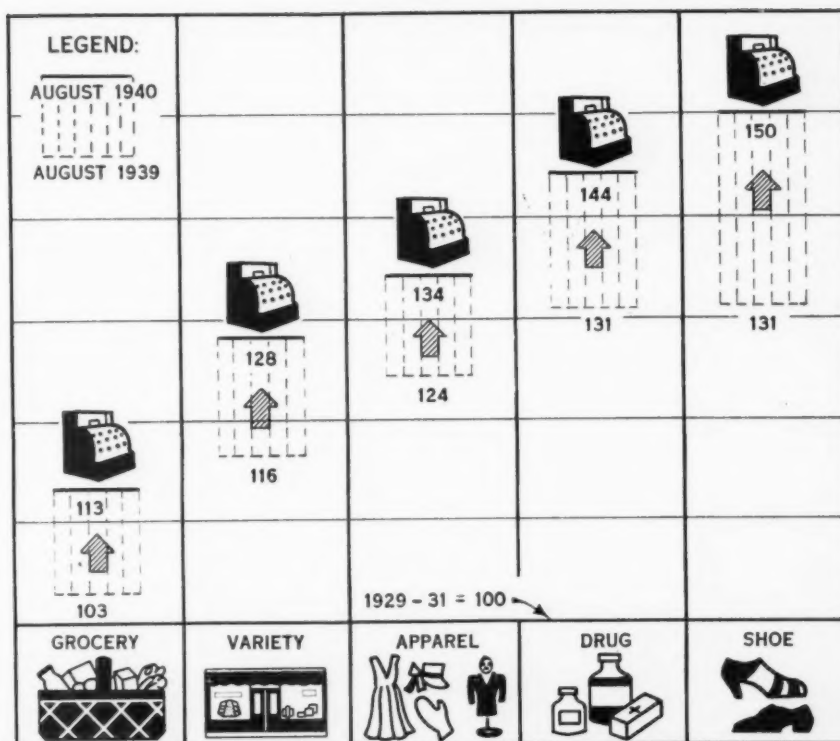 LEGEND:
AUGUST 1940
AUGUST 1939
150
144
134
131
131
128
124
116
113
103
1929 - 31 = 100
GROCERY
VARIETY
APPAREL
DRUG
SHOE